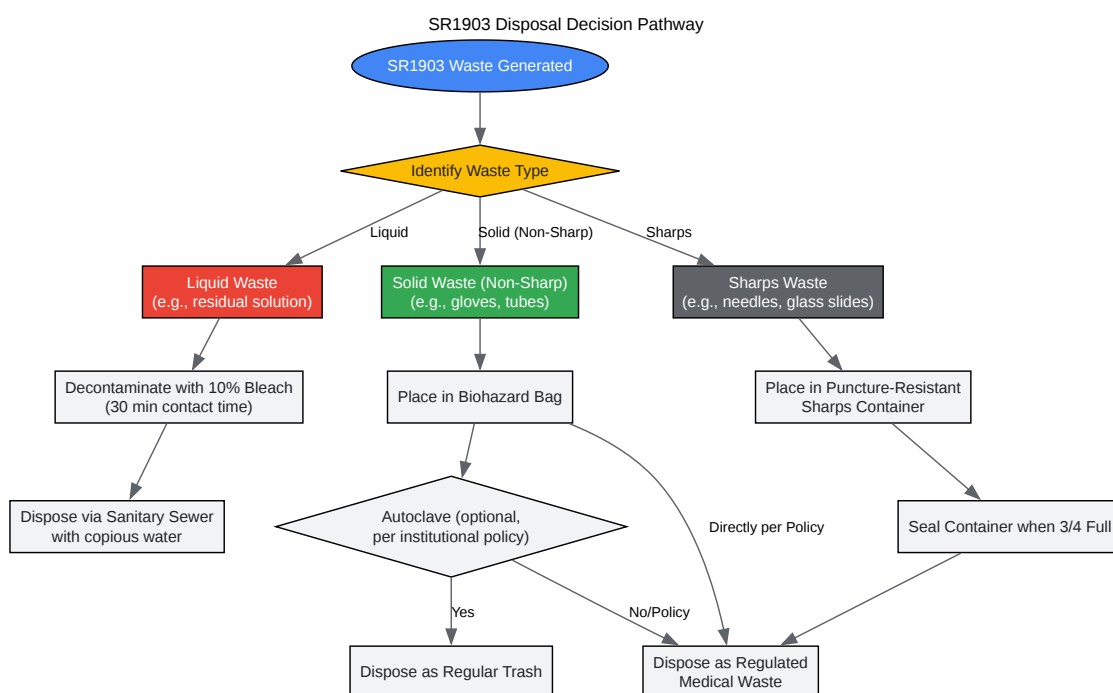 SR1903 Disposal Decision Pathway
SR1903 Waste Generated
Identify Waste Type
Liquid
Solid (Non-Sharp)
Sharps
Liquid Waste
(e.g., residual solution)
Solid Waste (Non-Sharp)
(e.g., gloves, tubes)
Sharps Waste
(e.g., needles, glass slides)
Decontaminate with 10% Bleach
(30 min contact time)
Place in Biohazard Bag
Place in Puncture-Resistant
Sharps Container
Dispose via Sanitary Sewer
with copious water
Autoclave (optional,
per institutional policy)
Directly per Policy
Seal Container when 3/4 Full
Yes
No/Policy
Dispose as Regular Trash
Dispose as Regulated
Medical Waste